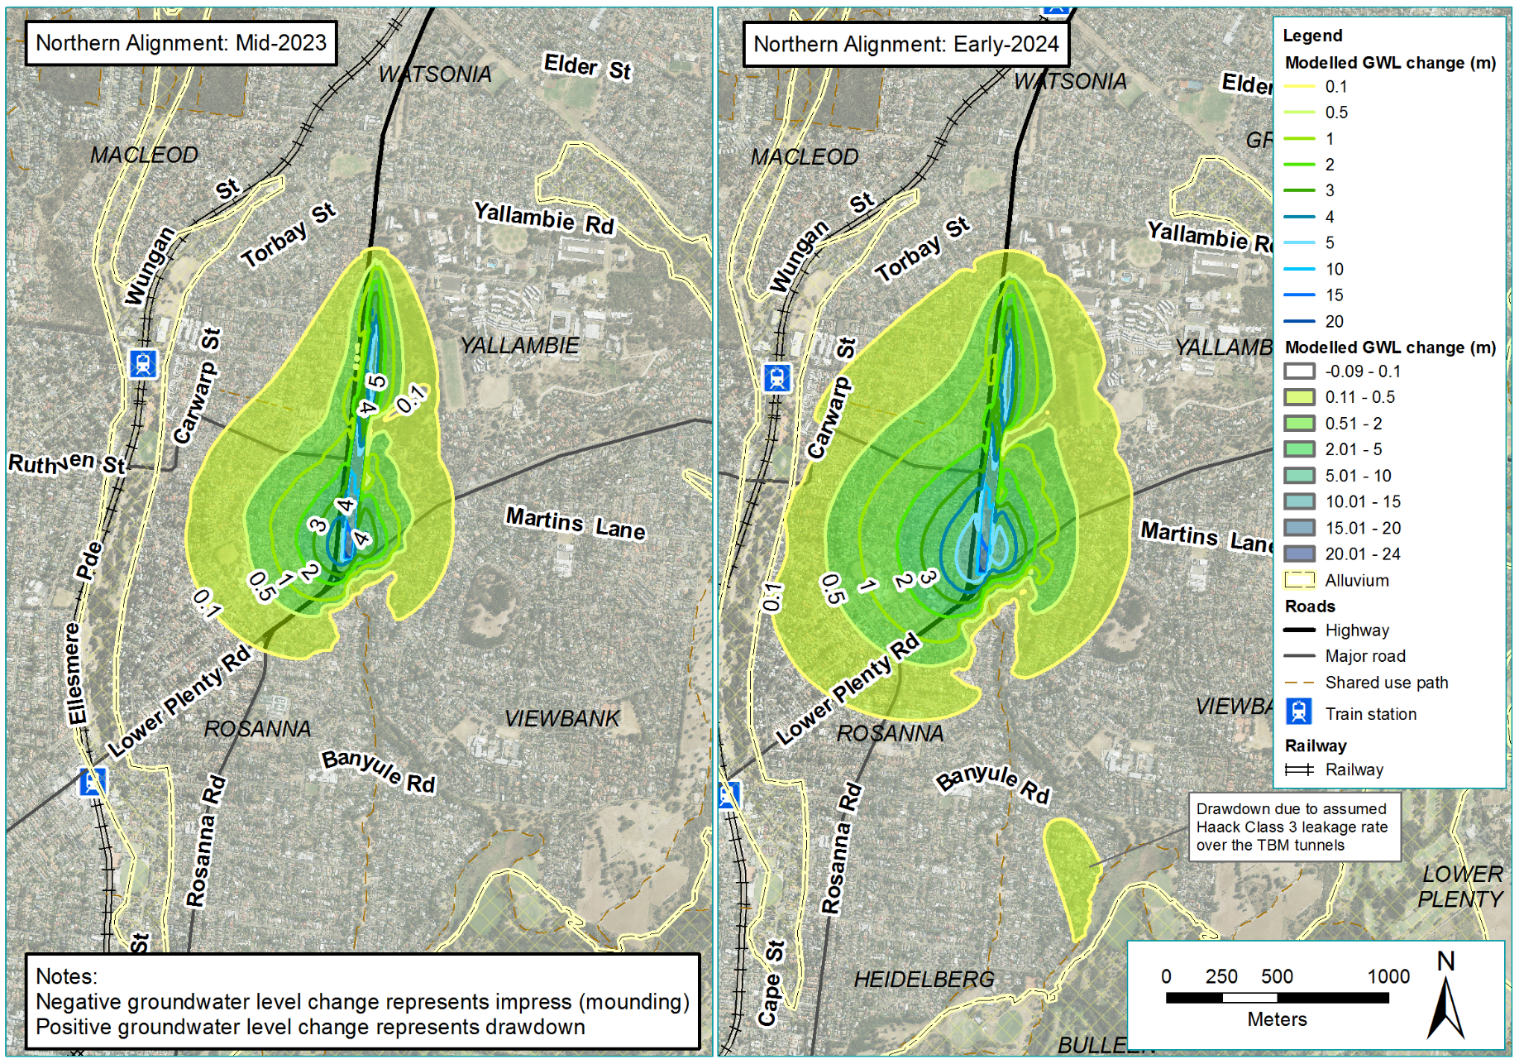 Northern Alignment: Mid-2023
WATSONIA
Elder St
MACLEOD
Wungan St
Torbay St
Yallambie Rd
Carwarp St
YALLAMBIE
5
4
0.1
Ruthven St
4
3
4
Martins Lane
0.1
0.5
1
2
Ellesmere Pde
Lower Plenty Rd
ROSANNA
VIEWBANK
Banyule Rd
Rosanna Rd
St
Notes:
Negative groundwater level change represents impress (mounding)
Positive groundwater level change represents drawdown
Northern Alignment: Early-2024
WATSONIA
Elder
GR
MACLEOD
Wungan St
Torbay St
Yallambie Rd
Carwarp St
YALLAMB
Martins Lane
0.1
0.5
1
2
3
Lower Plenty Rd
ROSANNA
VIEWBA
Banyule Rd
Rosanna Rd
Drawdown due to assumed
Haack Class 3 leakage rate
over the TBM tunnels
LOWER
PLENTY
Cape St
HEIDELBERG
BULLEEN
Legend
Modelled GWL change (m)
0.1
0.5
1
2
3
4
5
10
15
20
Modelled GWL change (m)
-0.09 - 0.1
0.11 - 0.5
0.51 - 2
2.01 - 5
5.01 - 10
10.01 - 15
15.01 - 20
20.01 - 24
Alluvium
Roads
Highway
Major road
Shared use path
Train station
Railway
Railway
0 250 500 1000
Meters
N